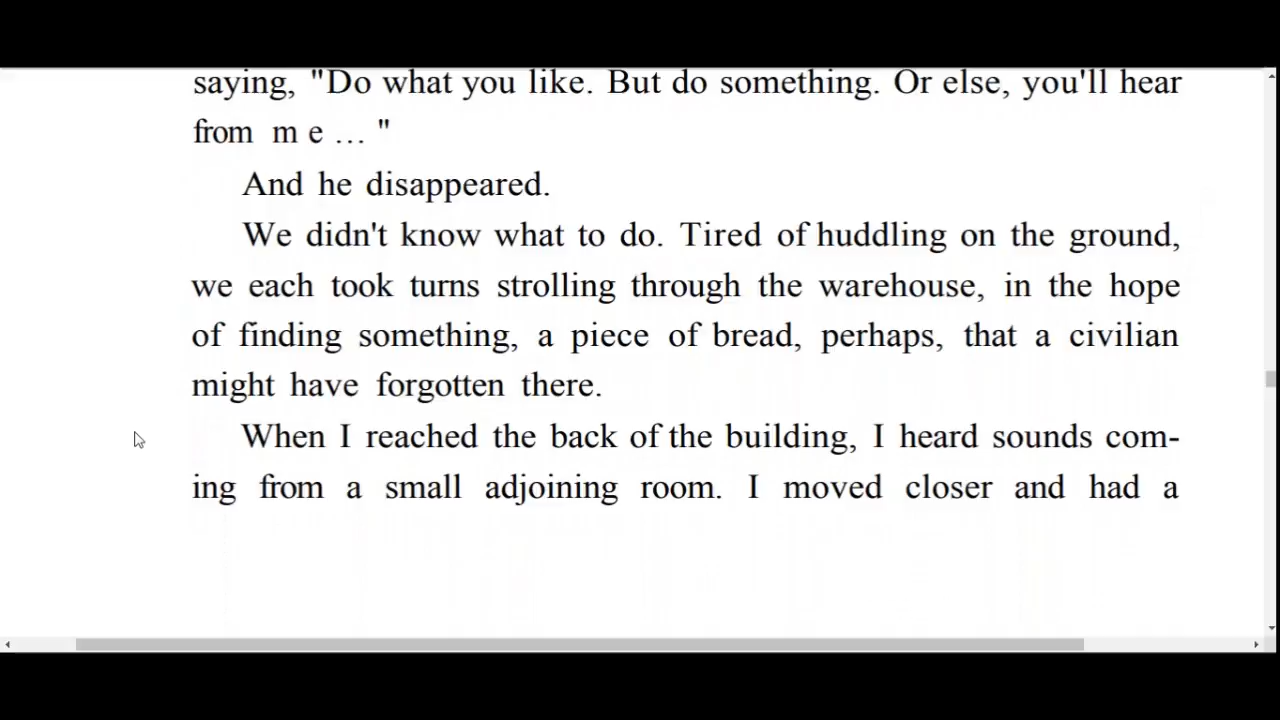 saying, "Do what you like. But do something. Or else, you'll hear
from m e ... "
And he disappeared.
We didn't know what to do. Tired of huddling on the ground,
we each took turns strolling through the warehouse, in the hope
of finding something, a piece of bread, perhaps, that a civilian
might have forgotten there.
When I reached the back of the building, I heard sounds com-
ing from a small adjoining room. I moved closer and had a